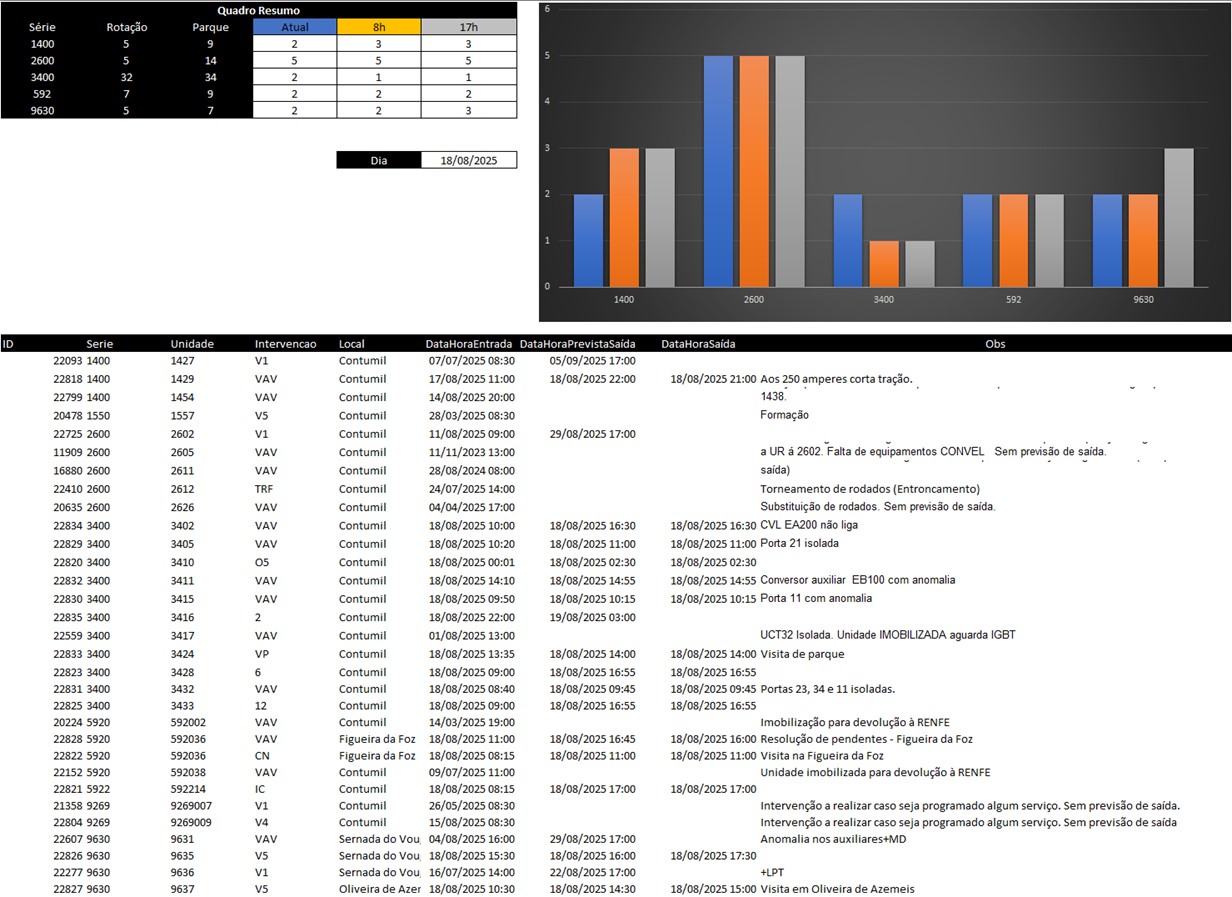 Quadro Resumo
Série Rotação Parque Atual 8h 17h
1400 5 9 2 3 3
2600 5 14 5 5 5
3400 32 34 2 1 1
592 7 9 2 2 2
9630 5 7 2 2 3
Dia 18/08/2025
6
5
4
3
2
1
0
1400 2600 3400 592 9630
ID Serie Unidade Intervencao Local DataHoraEntrada DataHoraPrevistaSaída DataHoraSaída Obs
22093 1400 1427 V1 Contumil 07/07/2025 08:30 05/09/2025 17:00
22818 1400 1429 VAV Contumil 17/08/2025 11:00 18/08/2025 22:00 18/08/2025 21:00 Aos 250 amperes corta tração.
22799 1400 1454 VAV Contumil 14/08/2025 20:00 1438.
20478 1550 1557 V5 Contumil 28/03/2025 08:30 Formação
22725 2600 2602 V1 Contumil 11/08/2025 09:00 29/08/2025 17:00
11909 2600 2605 VAV Contumil 11/11/2023 13:00 a UR á 2602. Falta de equipamentos CONVEL Sem previsão de saída.
16880 2600 2611 VAV Contumil 28/08/2024 08:00 saída)
22410 2600 2612 TRF Contumil 24/07/2025 14:00 Torneamento de rodados (Entroncamento)
20635 2600 2626 VAV Contumil 04/04/2025 17:00 Substituição de rodados. Sem previsão de saída.
22834 3400 3402 VAV Contumil 18/08/2025 10:00 18/08/2025 16:30 18/08/2025 16:30 CVL EA200 não liga
22829 3400 3405 VAV Contumil 18/08/2025 10:20 18/08/2025 11:00 18/08/2025 11:00 Porta 21 isolada
22820 3400 3410 O5 Contumil 18/08/2025 00:01 18/08/2025 02:30 18/08/2025 02:30
22832 3400 3411 VAV Contumil 18/08/2025 14:10 18/08/2025 14:55 18/08/2025 14:55 Conversor auxiliar EB100 com anomalia
22830 3400 3415 VAV Contumil 18/08/2025 09:50 18/08/2025 10:15 18/08/2025 10:15 Porta 11 com anomalia
22835 3400 3416 2 Contumil 18/08/2025 22:00 19/08/2025 03:00
22559 3400 3417 VAV Contumil 01/08/2025 13:00 UCT32 Isolada. Unidade IMOBILIZADA aguarda IGBT
22833 3400 3424 VP Contumil 18/08/2025 13:35 18/08/2025 14:00 18/08/2025 14:00 Visita de parque
22823 3400 3428 6 Contumil 18/08/2025 09:00 18/08/2025 16:55 18/08/2025 16:55
22831 3400 3432 VAV Contumil 18/08/2025 08:40 18/08/2025 09:45 18/08/2025 09:45 Portas 23, 34 e 11 isoladas.
22825 3400 3433 12 Contumil 18/08/2025 09:00 18/08/2025 16:55 18/08/2025 16:55
20224 5920 592002 VAV Contumil 14/03/2025 19:00 Imobilização para devolução à RENFE
22828 5920 592036 VAV Figueira da Foz 18/08/2025 11:00 18/08/2025 16:45 18/08/2025 16:00 Resolução de pendentes - Figueira da Foz
22822 5920 592036 CN Figueira da Foz 18/08/2025 08:15 18/08/2025 11:00 18/08/2025 11:00 Visita na Figueira da Foz
22152 5920 592038 VAV Contumil 09/07/2025 11:00 Unidade imobilizada para devolução à RENFE
22821 5922 592214 IC Contumil 18/08/2025 08:15 18/08/2025 17:00 18/08/2025 17:00
21358 9269 9269007 V1 Contumil 26/05/2025 08:30 Intervenção a realizar caso seja programado algum serviço. Sem previsão de saída.
22804 9269 9269009 V4 Contumil 15/08/2025 08:30 Intervenção a realizar caso seja programado algum serviço. Sem previsão de saída
22607 9630 9631 VAV Sernada do Vou 04/08/2025 16:00 29/08/2025 17:00 Anomalia nos auxiliares+MD
22826 9630 9635 V5 Sernada do Vou 18/08/2025 15:30 18/08/2025 16:00 18/08/2025 17:30
22277 9630 9636 V1 Sernada do Vou 16/07/2025 14:00 22/08/2025 17:00 +LPT
22827 9630 9637 V5 Oliveira de Azer 18/08/2025 10:30 18/08/2025 14:30 18/08/2025 15:00 Visita em Oliveira de Azemeis